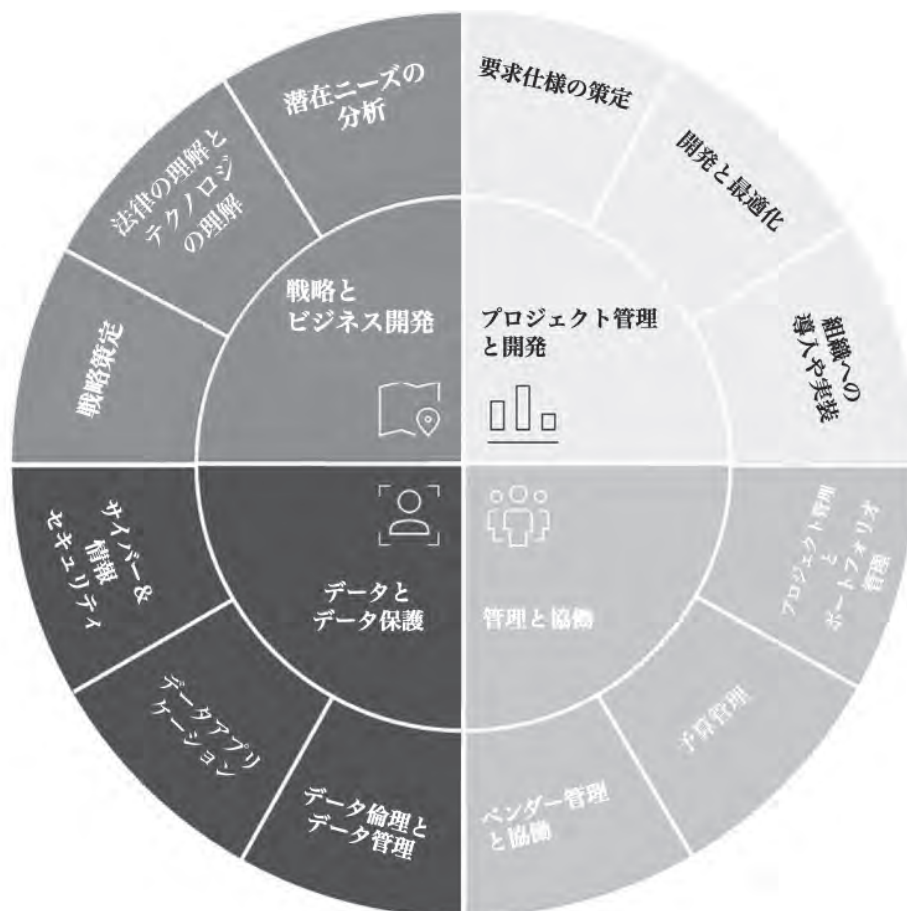 潜在ニーズの
分析
法律の理解と
テクノロジ
の理解
戦略策定
戦略と
ビジネス開発
要求仕様の策定
開発と最適化
組織への
導入や実装
プロジェクト管理
と開発
サイバー&
情報
セキュリティ
データアプリ
ケーション
データ倫理と
データ管理
データと
データ保護
プロジェクト管理
と
ポートフォリオ
管理
予算管理
ベンダー管理
と協働
管理と協働